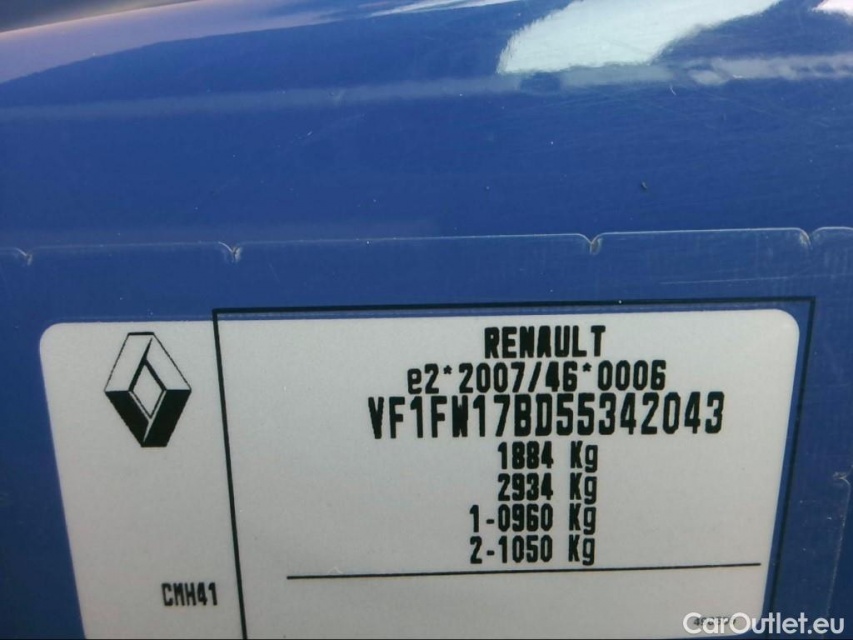 RENAULT
e2*2007/46*0006
VF1FW17BD55342043
1884 Kg
2934 Kg
1-0960 Kg
2-1050 Kg
CMH41
CarOutlet.eu